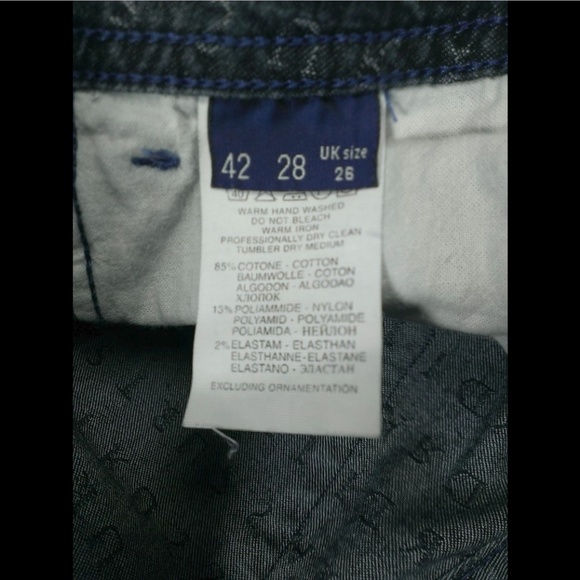 42 28 UK size 26
40
WARM HAND WASHED
DO NOT BLEACH
WARM IRON
PROFESSIONALLY DRY CLEAN
TUMBLER DRY MEDIUM
85% COTONE - COTTON
BAUMWOLLE - COTON
ALGODON - ALGODAO
ХЛОПОК
13% POLIAMMIDE - NYLON
POLYAMID - POLYAMIDE
POLIAMIDA - НЕЙЛОН
2% ELASTAM - ELASTHAN
ELASTHANNE-ELASTANE
ELASTANO - ЭЛАСТАН
EXCLUDING ORNAMENTATION